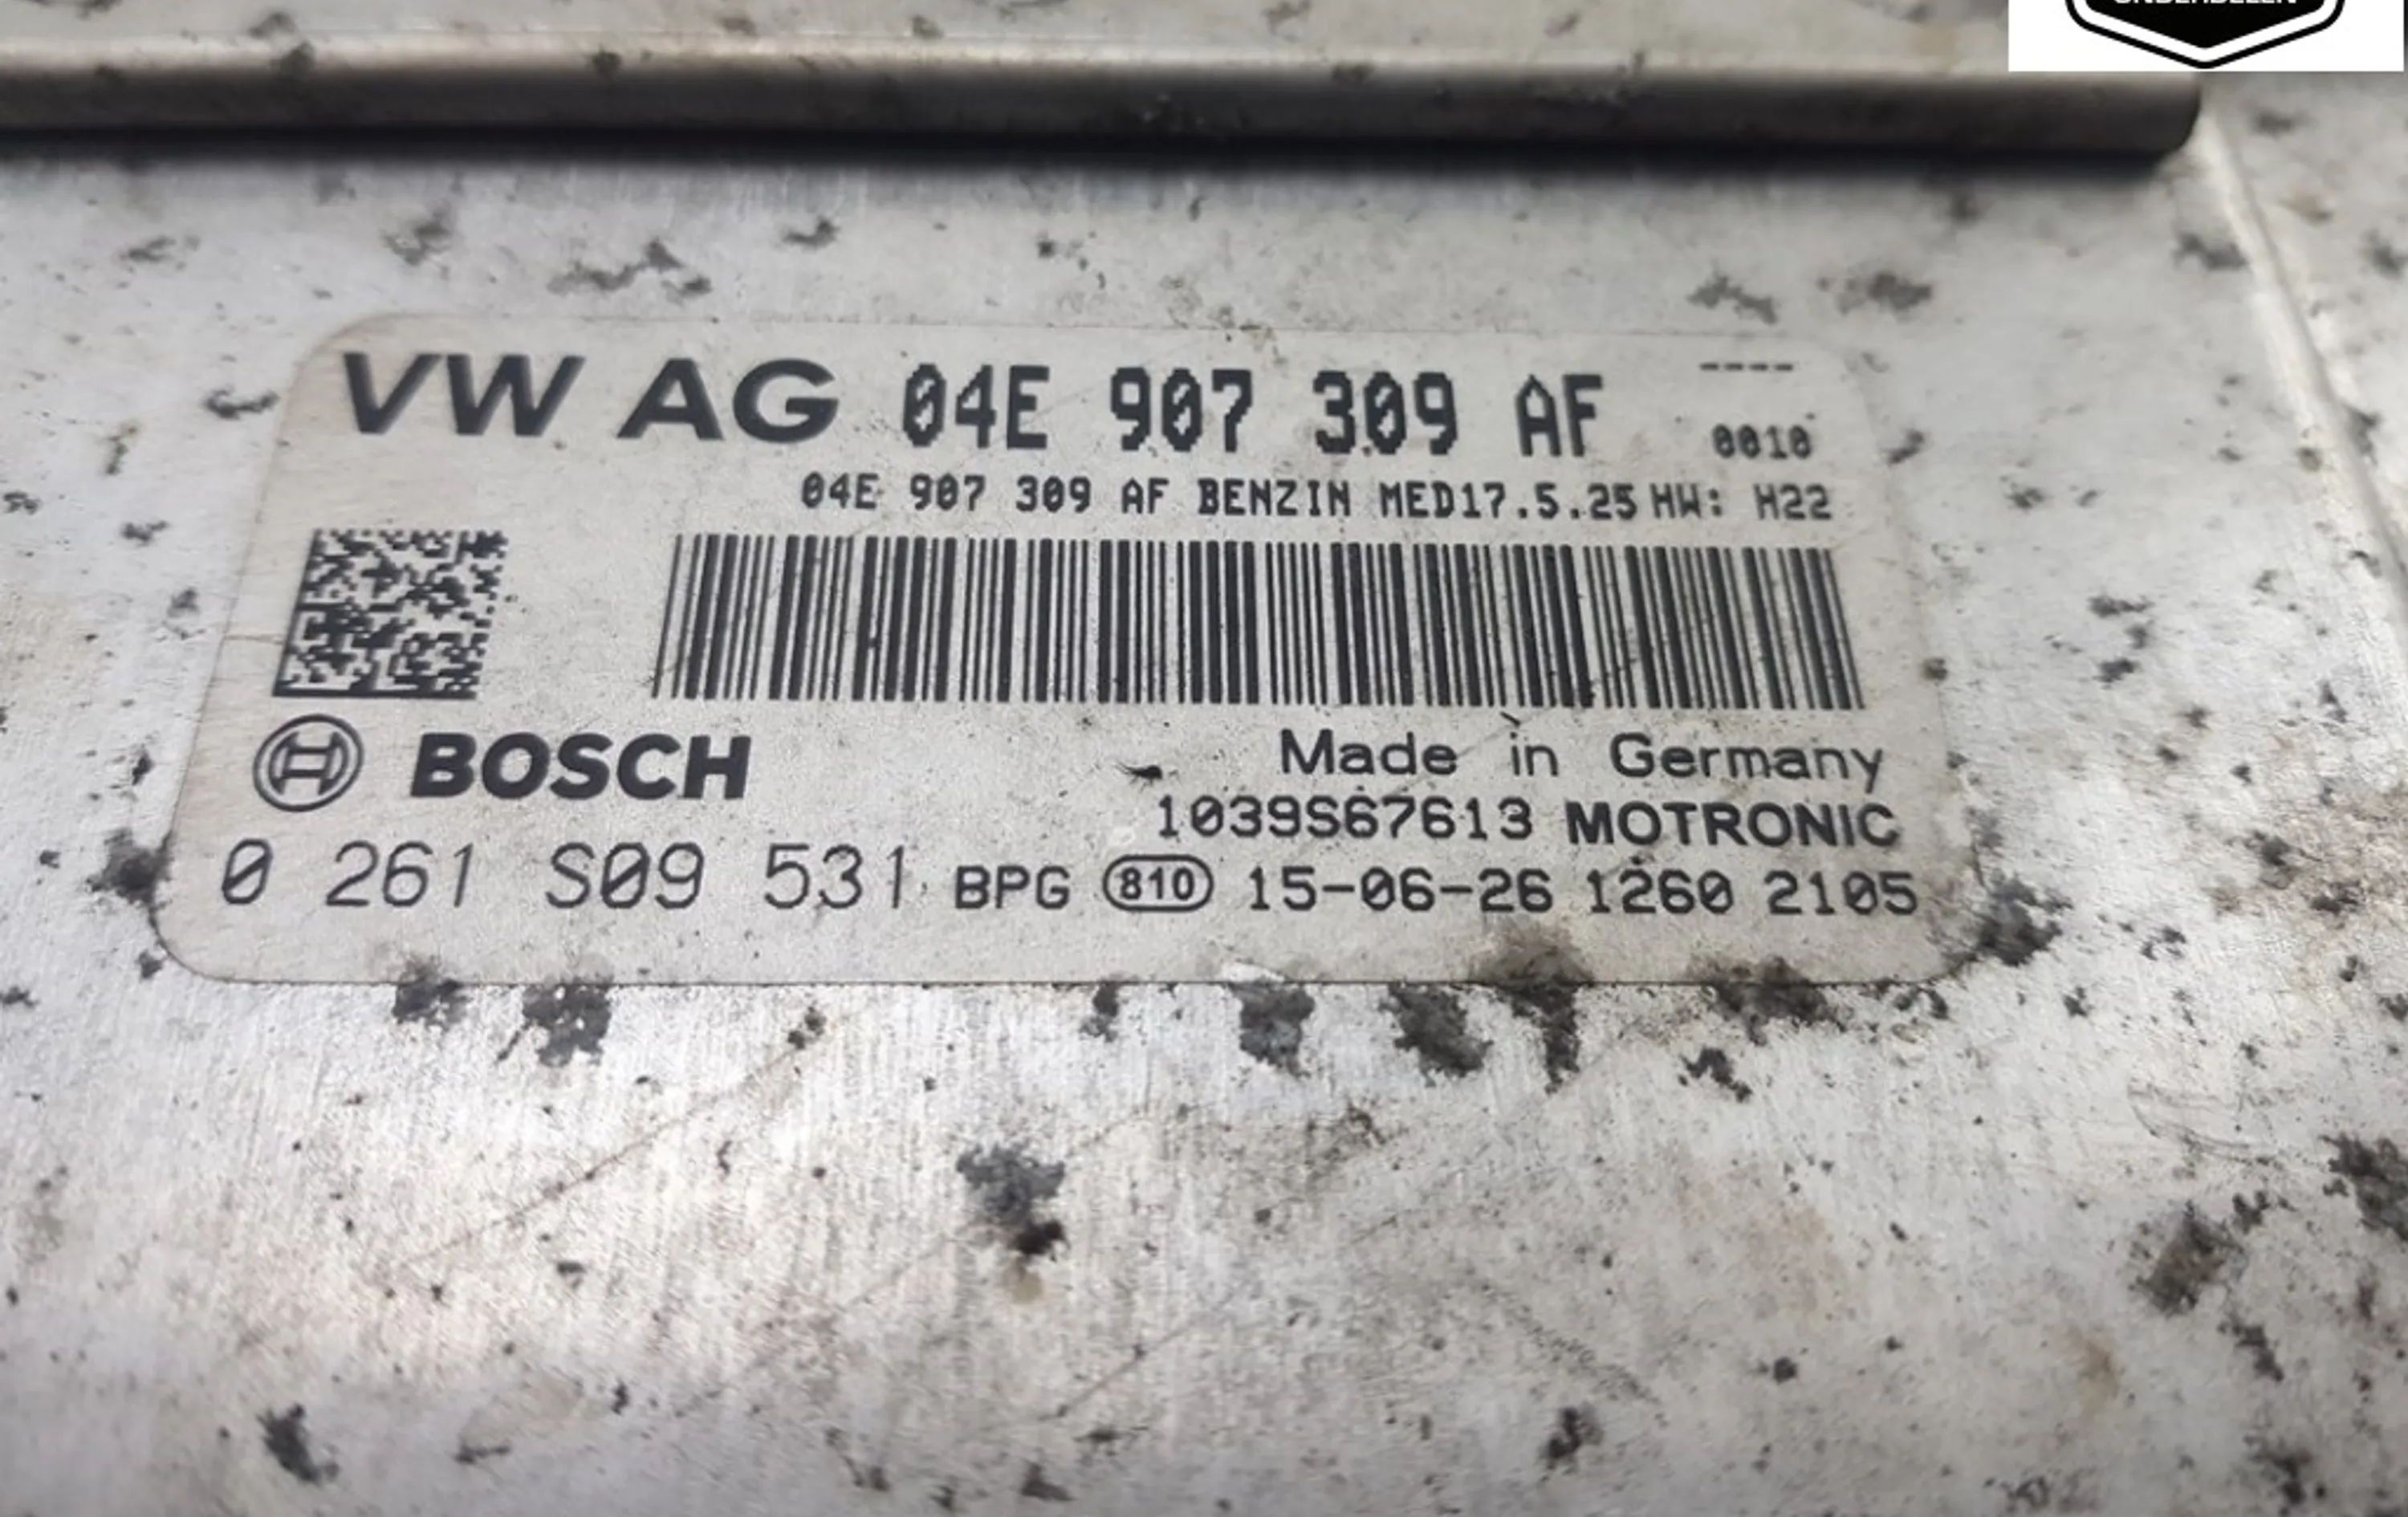 ONDERDELEN
VW AG 04E 907 309 AF ----
0010
04E 907 309 AF BENZIN MED17.5.25 HW: H22
BOSCH
Made in Germany
1039S67613 MOTRONIC
0 261 S09 531 BPG 810 15-06-26 1260 2105